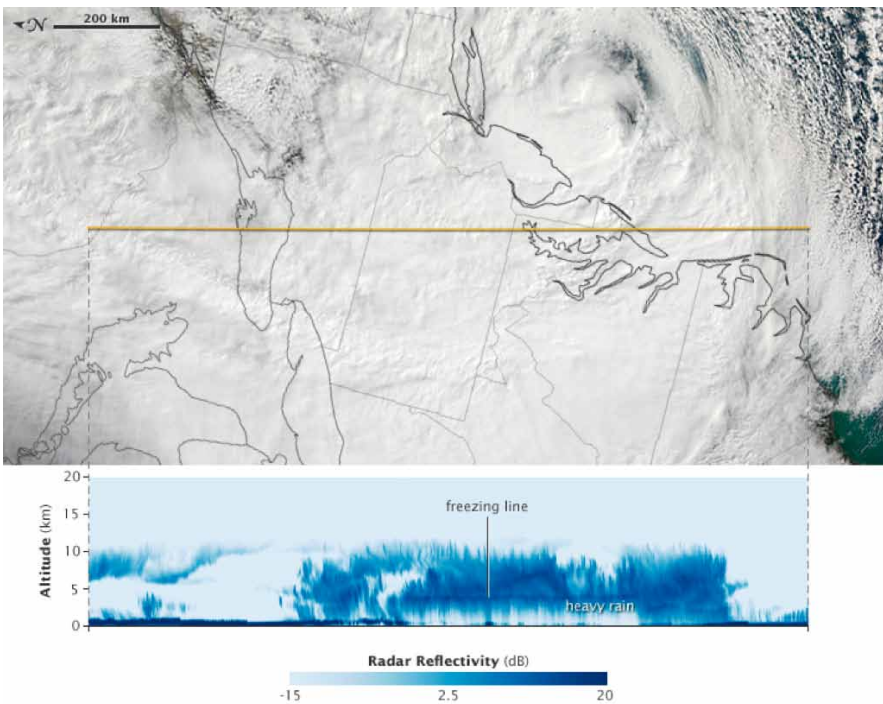 N
200 km
20
15
10
5
0
Altitude (km)
freezing line
heavy rain
Radar Reflectivity (dB)
-15 2.5 20